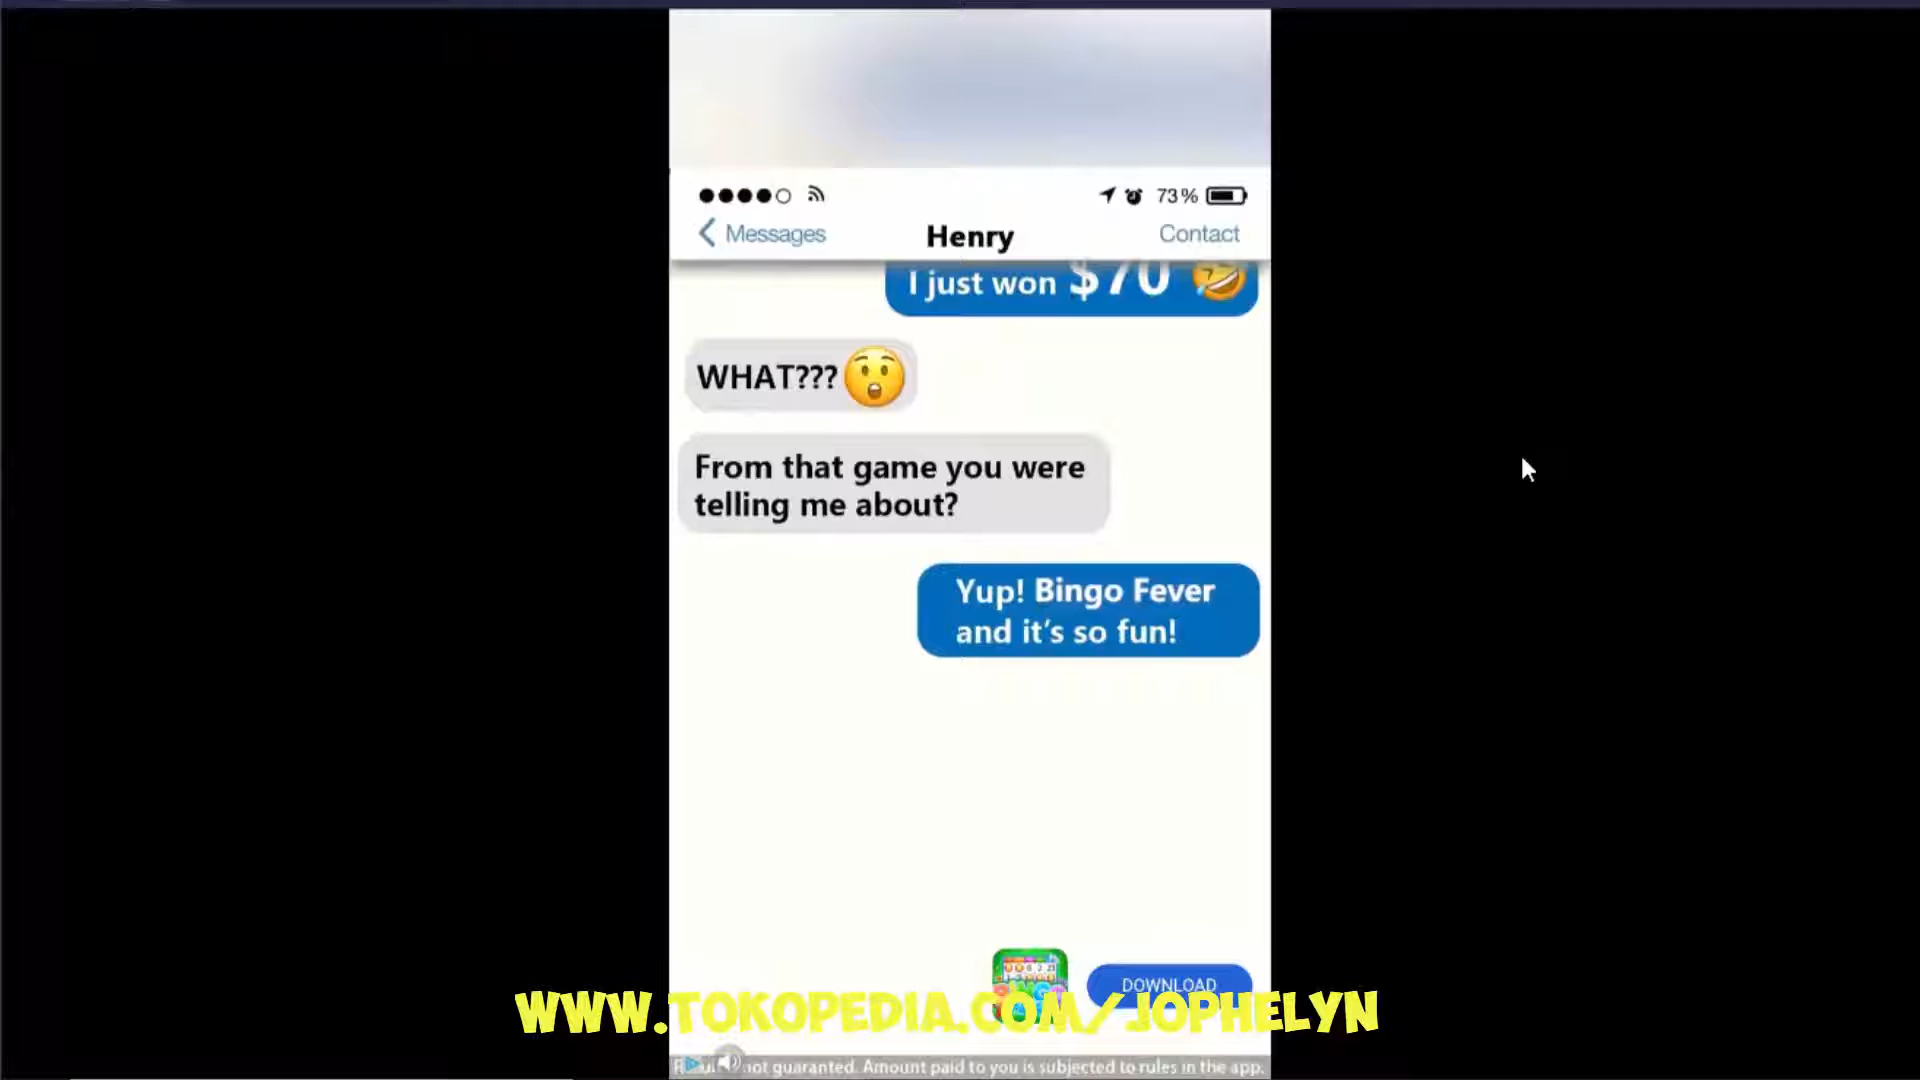 73%
Messages
Henry
Contact
I just won $70
WHAT???
From that game you were
telling me about?
Yup! Bingo Fever
and it's so fun!
DOWNLOAD
WWW.TOKOPEDIA.COM/JOPHELYN
not guaranted. Amount paid to you is subjected to rules in the app.